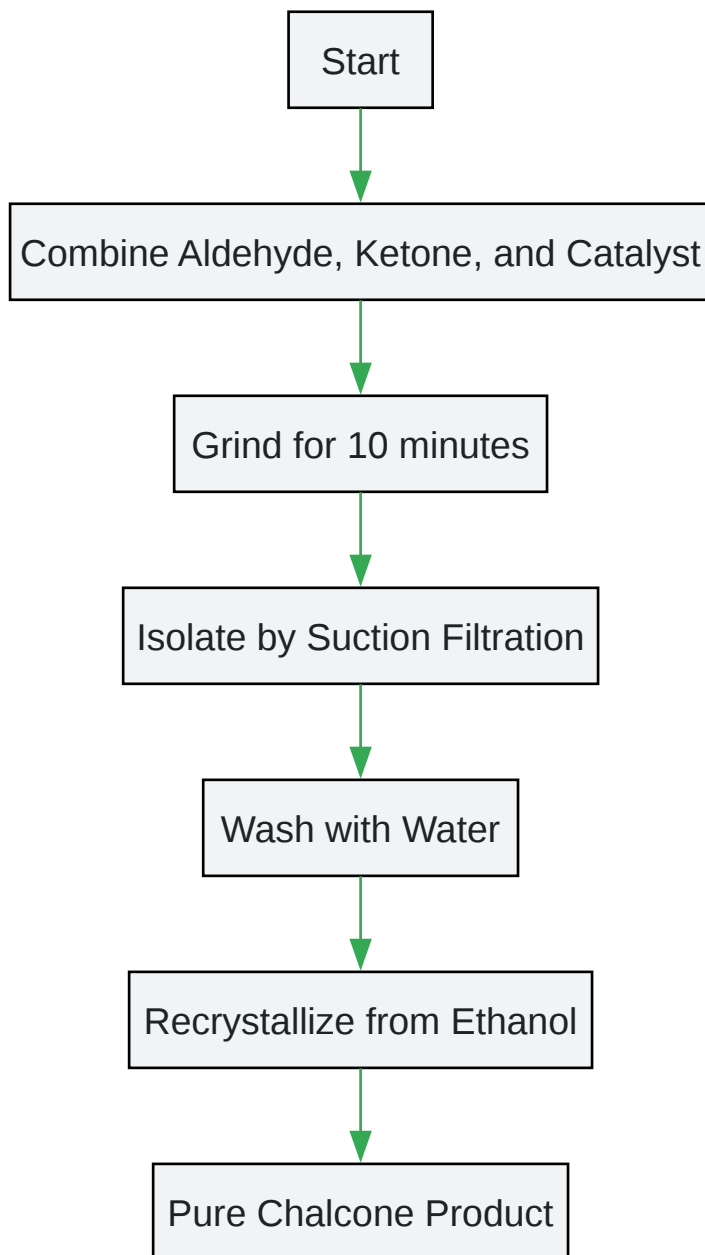 Start
Combine Aldehyde, Ketone, and Catalyst
Grind for 10 minutes
Isolate by Suction Filtration
Wash with Water
Recrystallize from Ethanol
Pure Chalcone Product